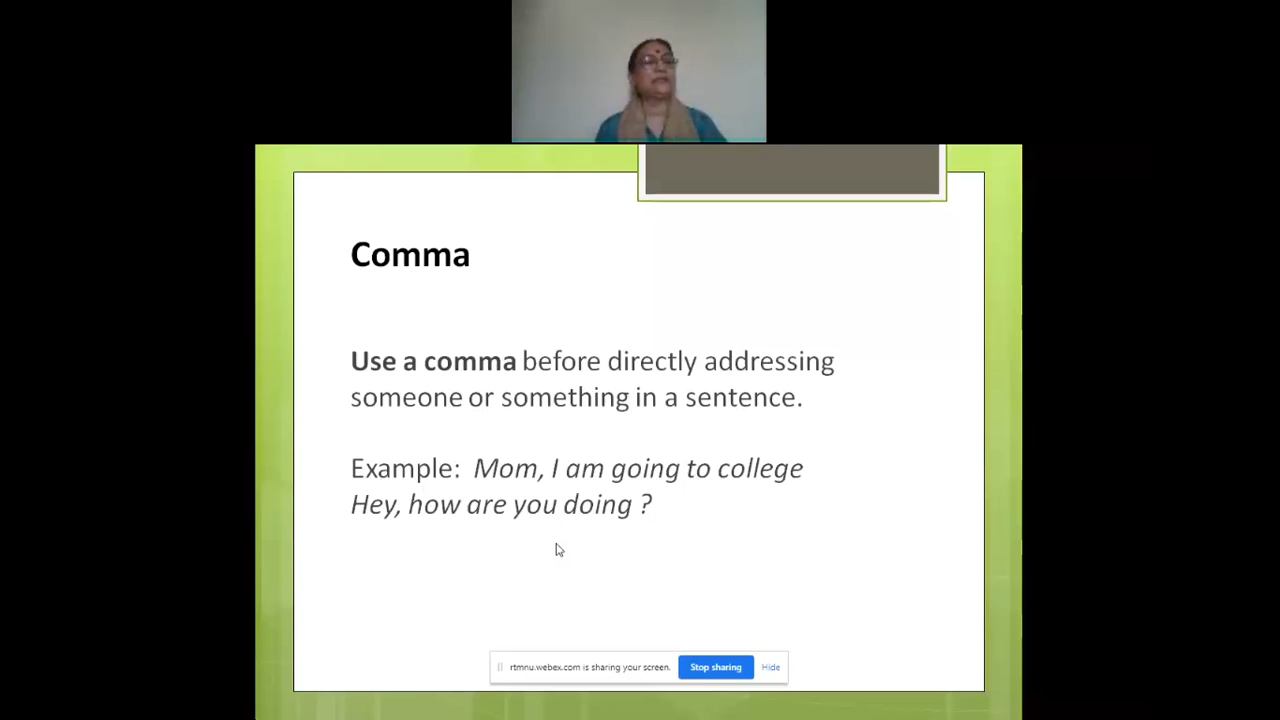 Comma
Use a comma before directly addressing
someone or something in a sentence.
Example: Mom, I am going to college
Hey, how are you doing ?
rtmnu.webex.com is sharing your screen. Stop sharing Hide